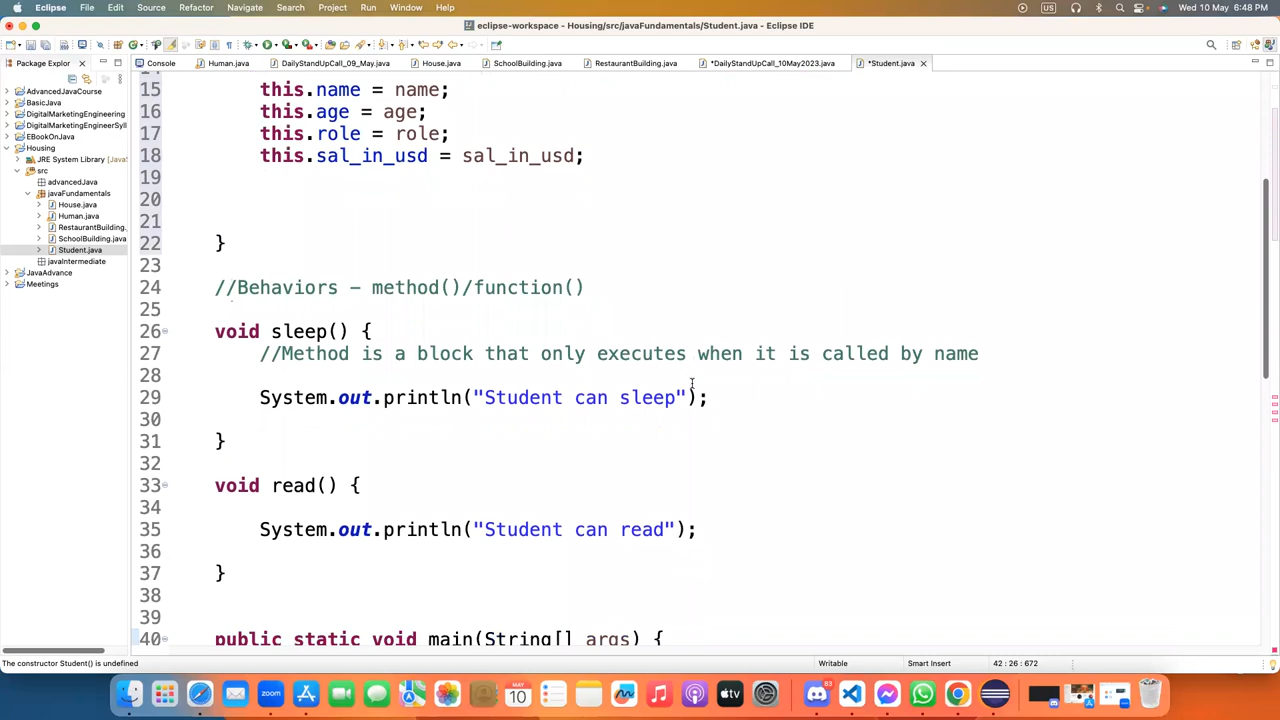 Eclipse File Edit Source Refactor Navigate Search Project Run Window Help US Wed 10 May 6:48 PM
eclipse-workspace - Housing/src/javaFundamentals/Student.java - Eclipse IDE
Package Explor Console Human.java DailyStandUpCall_09_May.java House.java SchoolBuilding.java RestaurantBuilding.java *DailyStandUpCall_10May2023.java *Student.java
AdvancedJavaCourse
BasicJava
DigitalMarketingEngineering
DigitalMarketingEngineerSyll
EBookOnJava
Housing
JRE System Library [Java
src
advancedJava
javaFundamentals
House.java
Human.java
RestaurantBuilding.
SchoolBuilding.java
Student.java
javaIntermediate
JavaAdvance
Meetings
15 this.name = name;
16 this.age = age;
17 this.role = role;
18 this.sal_in_usd = sal_in_usd;
19
20
21
22 }
23
24 //Behaviors - method()/function()
25
26 void sleep() {
27 //Method is a block that only executes when it is called by name
28
29 System.out.println("Student can sleep");
30
31 }
32
33 void read() {
34
35 System.out.println("Student can read");
36
37 }
38
39
40 public static void main(String[] args) {
The constructor Student() is undefined Writable Smart Insert 42 : 26 : 672
zoom MAY 10 tv 83